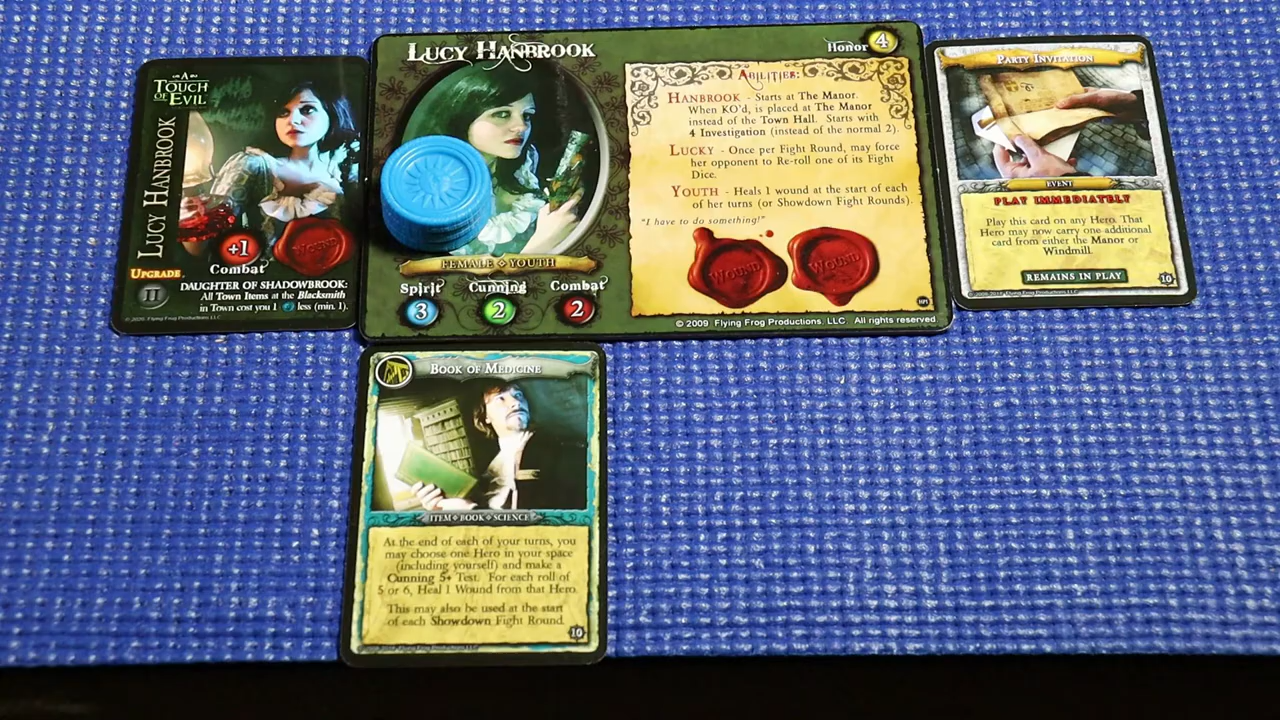 A
TOUCH
OF EVIL
LUCY HANBROOK
+1
WOUND
Combat
UPGRADE
II
DAUGHTER OF SHADOWBROOK:
All Town Items at the Blacksmith
in Town cost you 1 less (min. 1).
Flying Frog Productions LLC
LUCY HANBROOK
Honor 4
FEMALE YOUTH
Spirit Cunning Combat
3 2 2
ABILITIES:
HANBROOK - Starts at The Manor.
When KO'd, is placed at The Manor
instead of the Town Hall. Starts with
4 Investigation (instead of the normal 2).
LUCKY - Once per Fight Round, may force
her opponent to Re-roll one of its Fight
Dice.
YOUTH - Heals 1 wound at the start of each
of her turns (or Showdown Fight Rounds).
"I have to do something!"
WOUND WOUND
© 2009 Flying Frog Productions, LLC. All rights reserved.
PARTY INVITATION
EVENT
PLAY IMMEDIATELY
Play this card on any Hero. That
Hero may now carry one additional
card from either the Manor or
Windmill.
REMAINS IN PLAY
10
BOOK OF MEDICINE
ITEM BOOK SCIENCE
At the end of each of your turns, you
may choose one Hero in your space
(including yourself) and make a
Cunning 5+ Test. For each roll of
5 or 6, Heal 1 Wound from that Hero.
This may also be used at the start
of each Showdown Fight Round.
10
Flying Frog Productions LLC